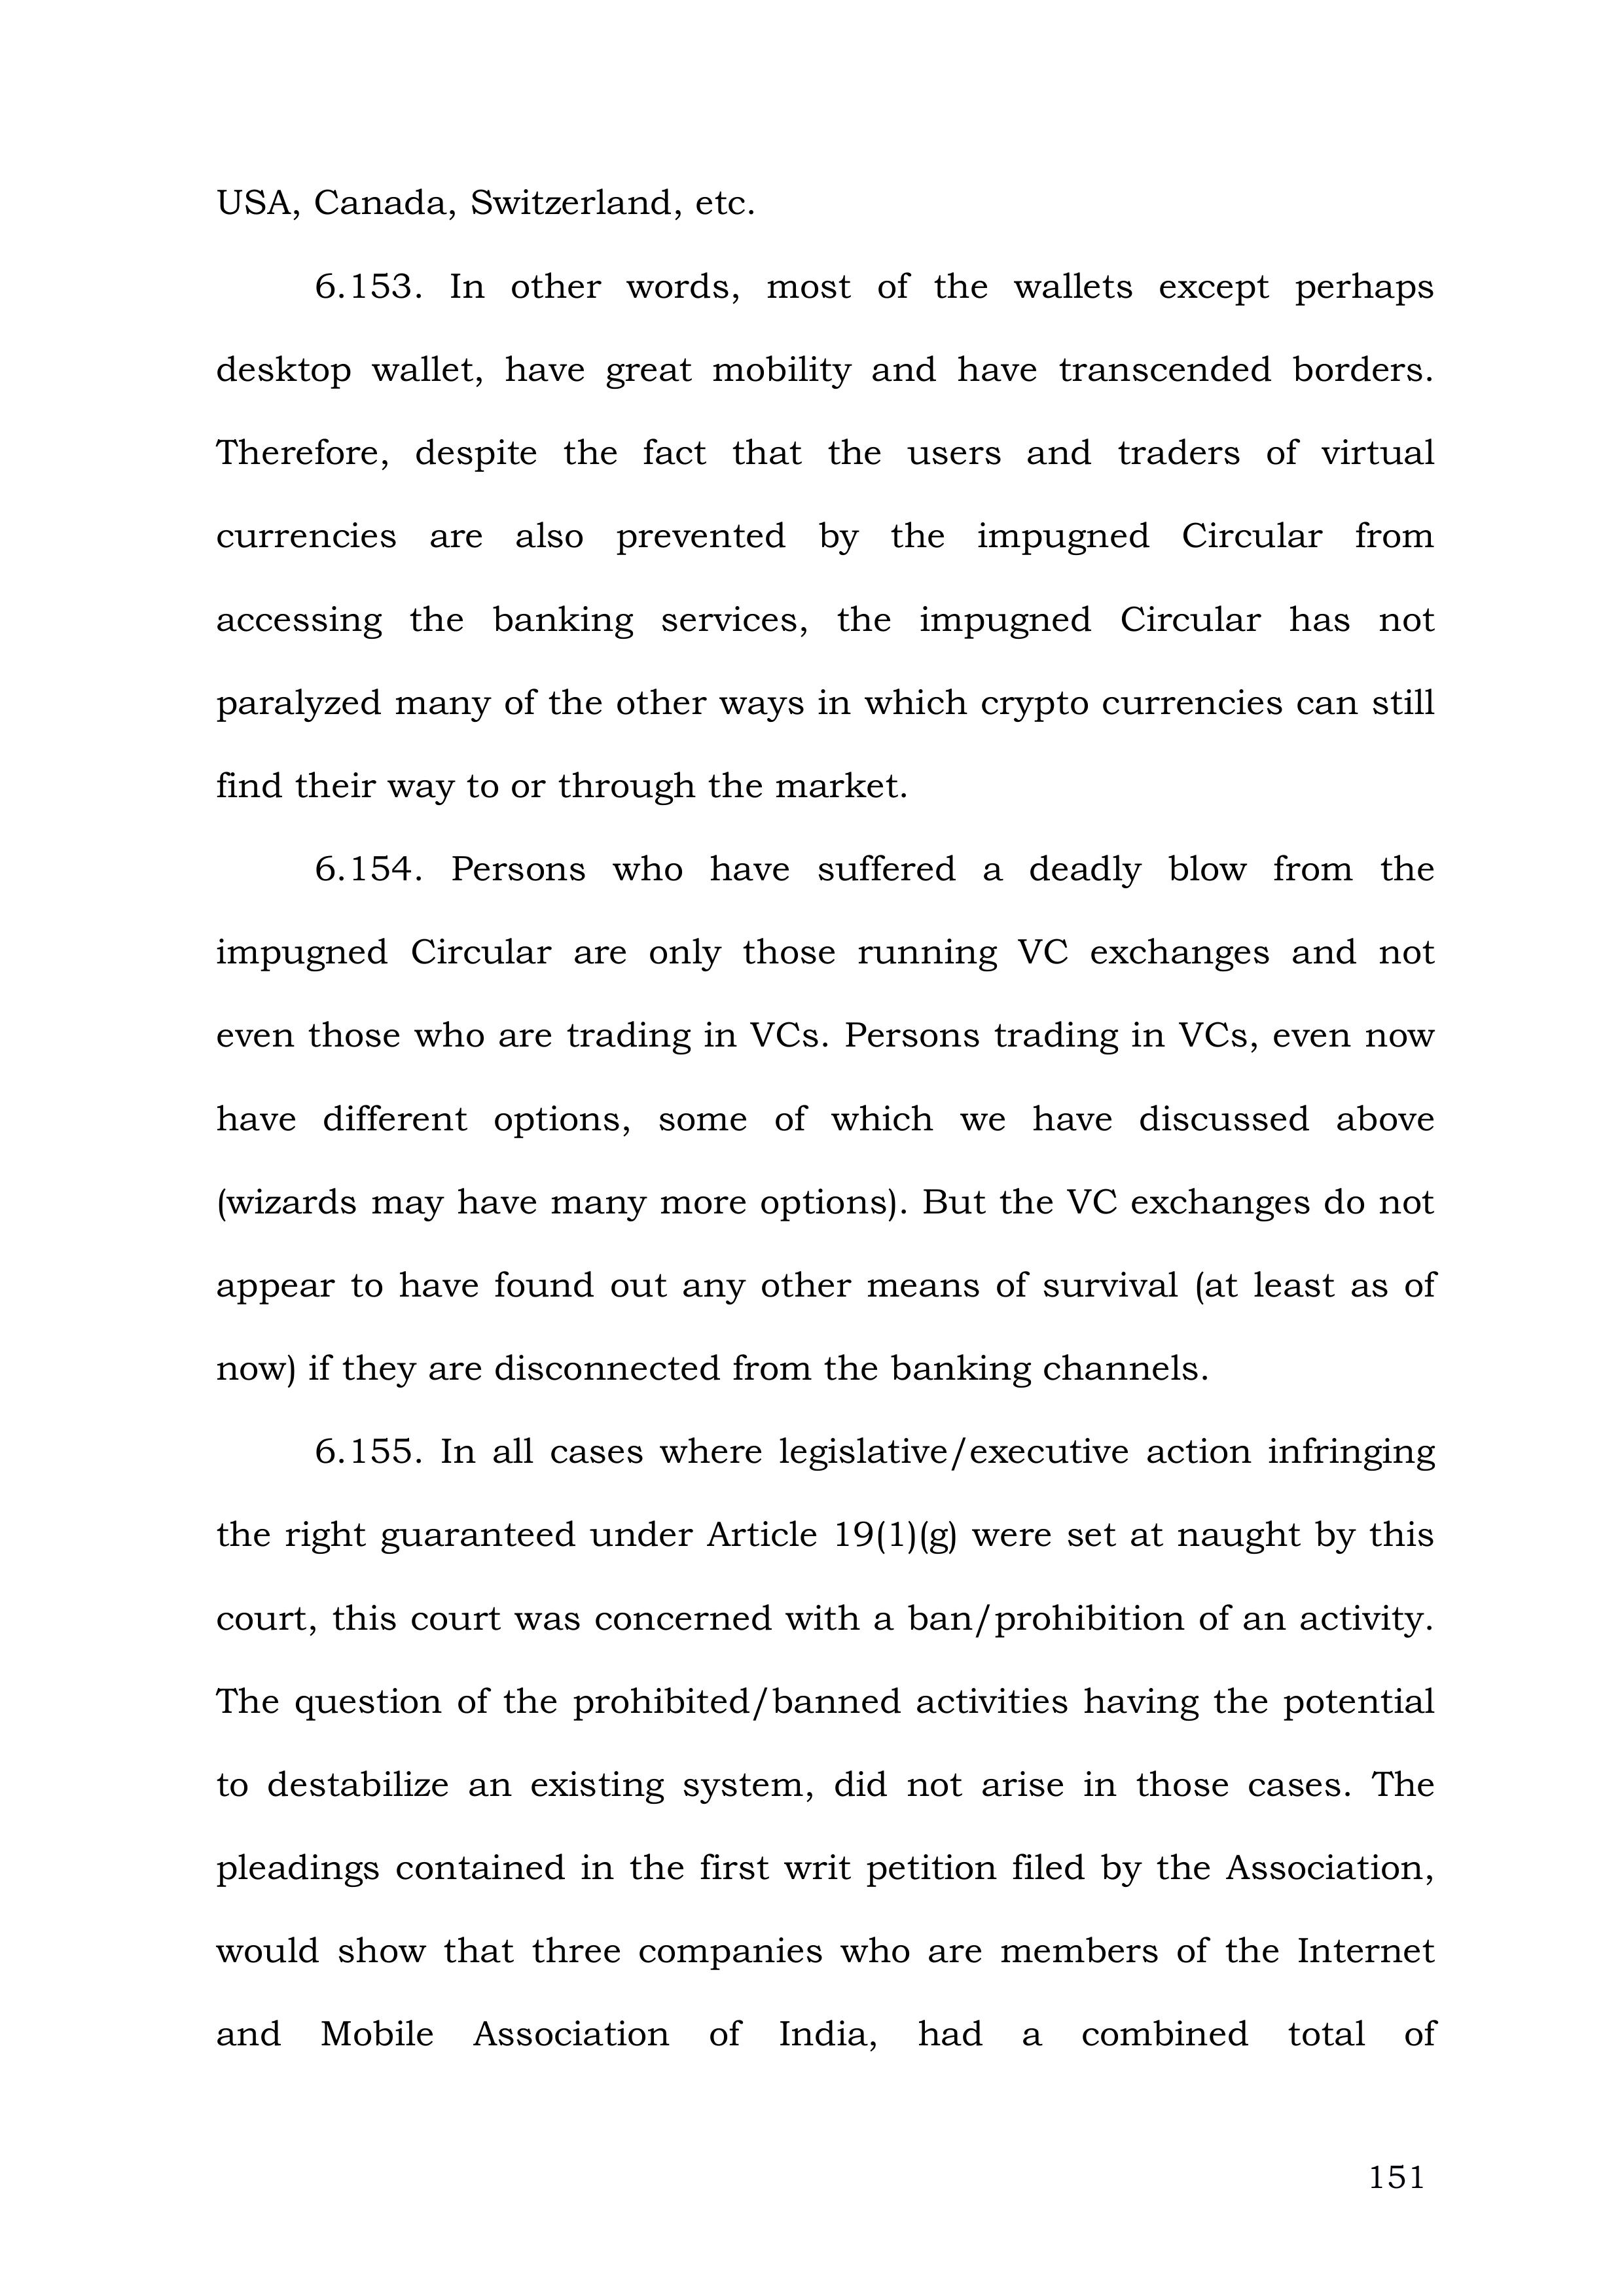 USA, Canada, Switzerland, etc.
6.153. In other words, most of the wallets except perhaps
desktop wallet, have great mobility and have transcended borders.
Therefore, despite the fact that the users and traders of virtual
currencies are also prevented by the impugned Circular from
accessing the banking services, the impugned Circular has not
paralyzed many of the other ways in which crypto currencies can still
find their way to or through the market.
6.154. Persons who have suffered a deadly blow from the
impugned Circular are only those running VC exchanges and not
even those who are trading in VCs. Persons trading in VCs, even now
have different options, some of which we have discussed above
(wizards may have many more options). But the VC exchanges do not
appear to have found out any other means of survival (at least as of
now) if they are disconnected from the banking channels.
6.155. In all cases where legislative/executive action infringing
the right guaranteed under Article 19(1)(g) were set at naught by this
court, this court was concerned with a ban/prohibition of an activity.
The question of the prohibited/banned activities having the potential
to destabilize an existing system, did not arise in those cases. The
pleadings contained in the first writ petition filed by the Association,
would show that three companies who are members of the Internet
and Mobile Association of India, had a combined total of
151